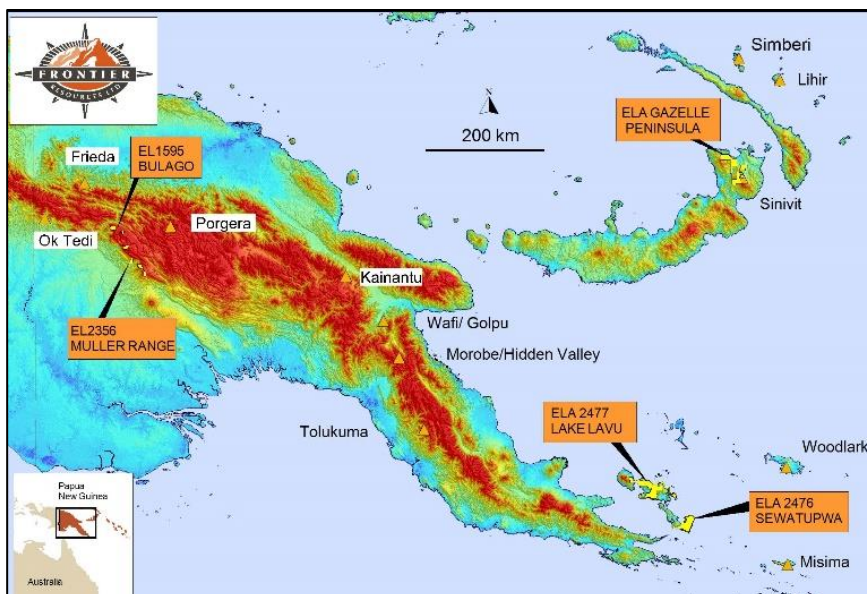 FRONTIER
RESOURCES LTD
Simberi
Lihir
ELA GAZELLE
PENINSULA
200 km
EL1595
BULAGO
Frieda
Sinivit
Porgera
Ok Tedi
Kainantu
EL2356
MULLER RANGE
Wafi/ Golpu
Morobe/Hidden Valley
ELA 2477
LAKE LAVU
Tolukuma
Woodlark
Papua
New Guinea
ELA 2476
SEWATUPWA
Misima
Australia